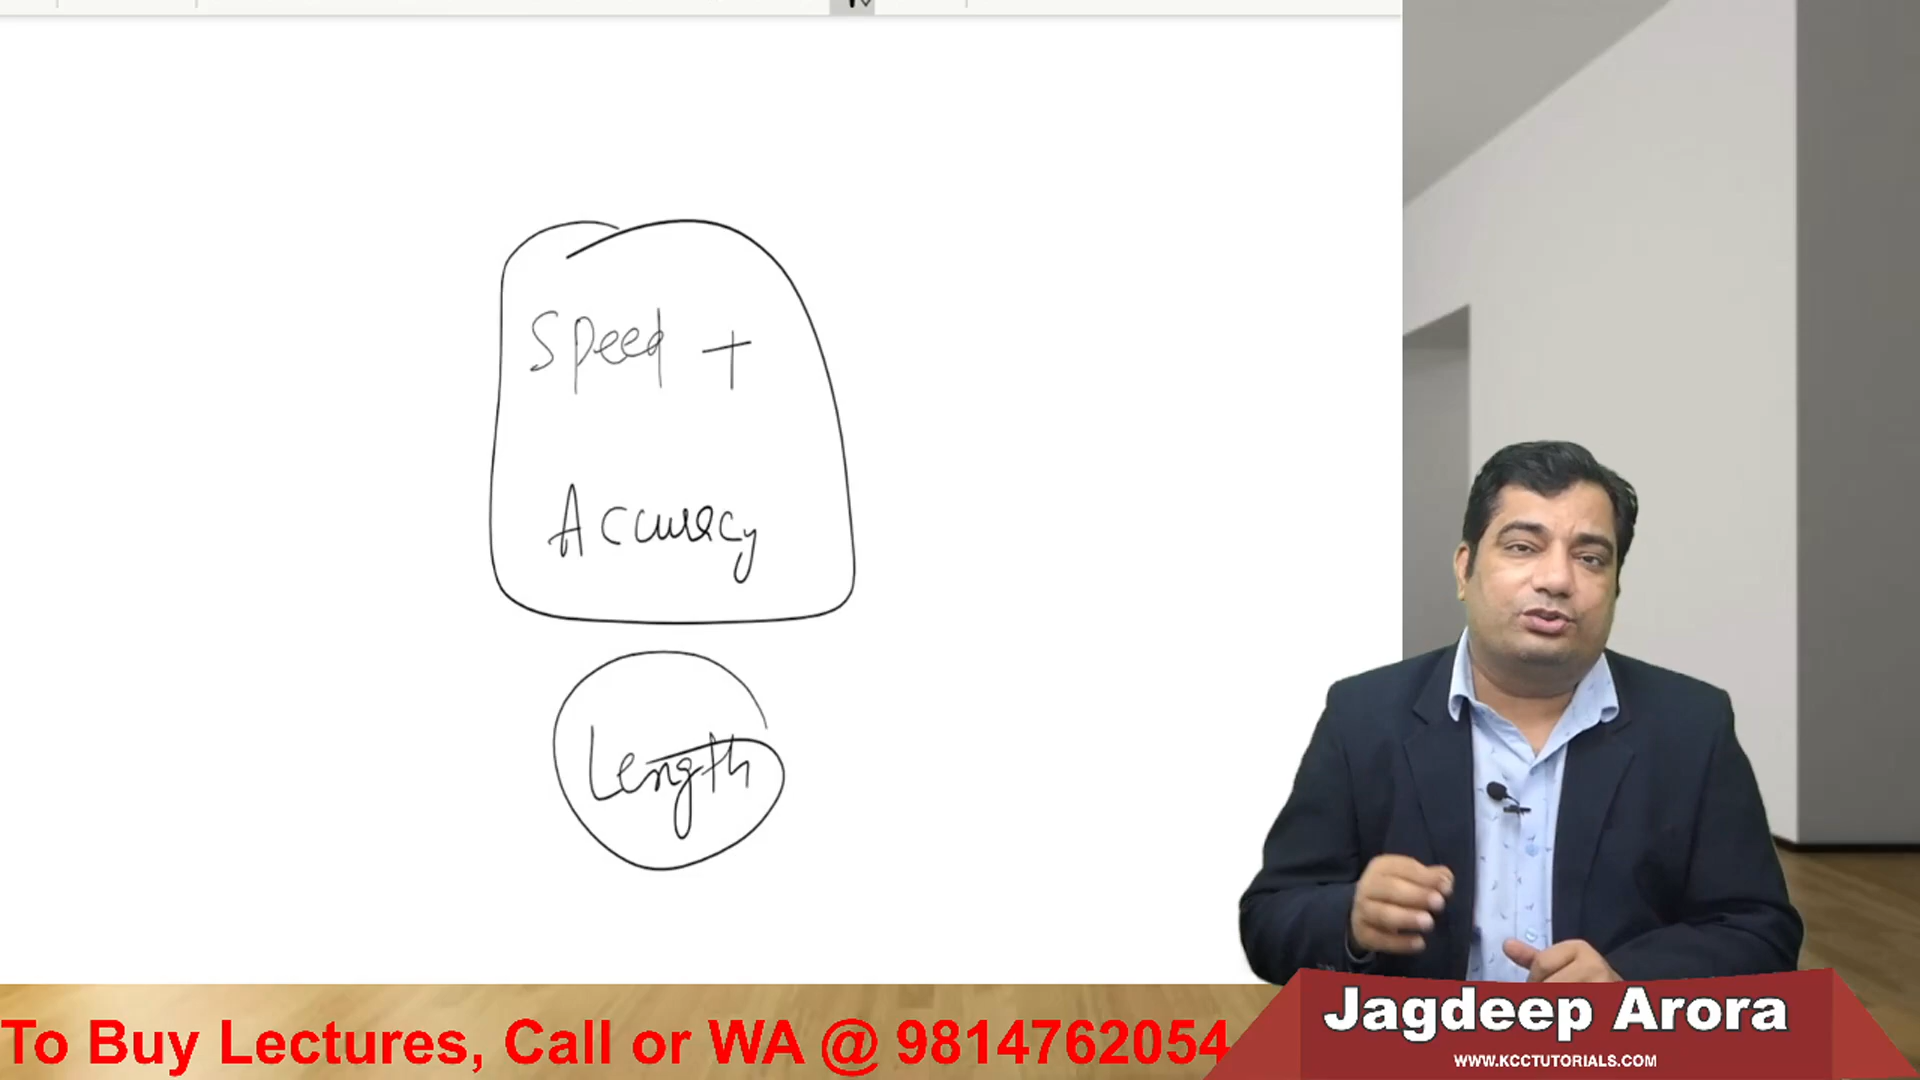 Speed +
Accuracy
Length
Jagdeep Arora
To Buy Lectures, Call or WA @ 9814762054
WWW.KCCTUTORIALS.COM